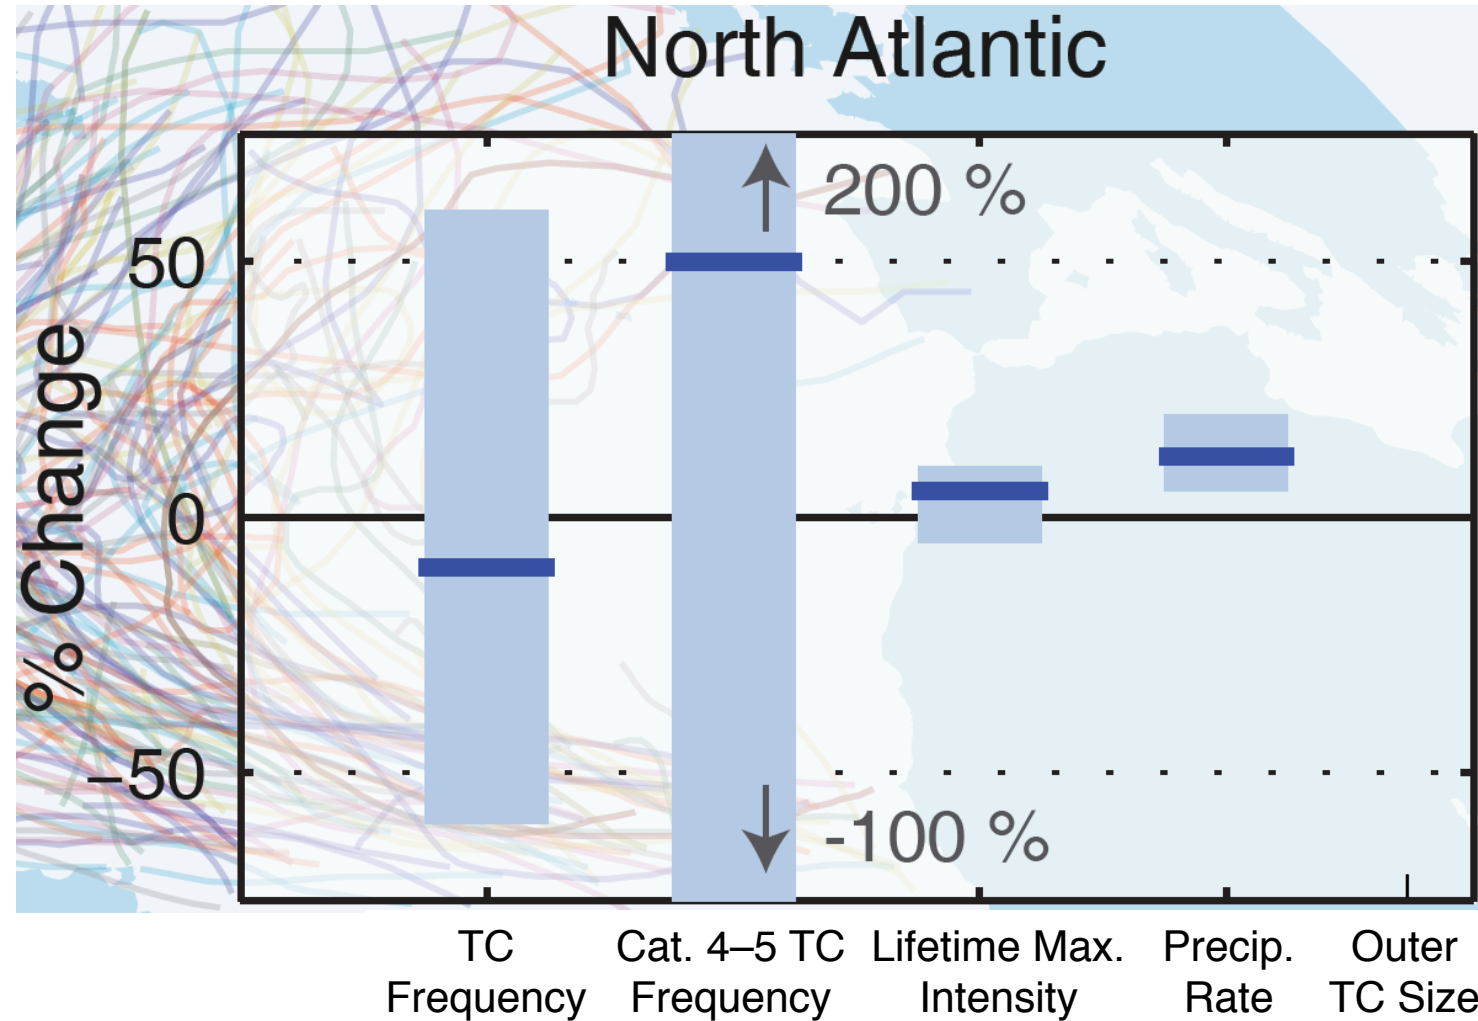 North Atlantic
200 %
50
% Change
0
−50
-100 %
TC
Frequency
Cat. 4–5 TC
Frequency
Lifetime Max.
Intensity
Precip.
Rate
Outer
TC Size